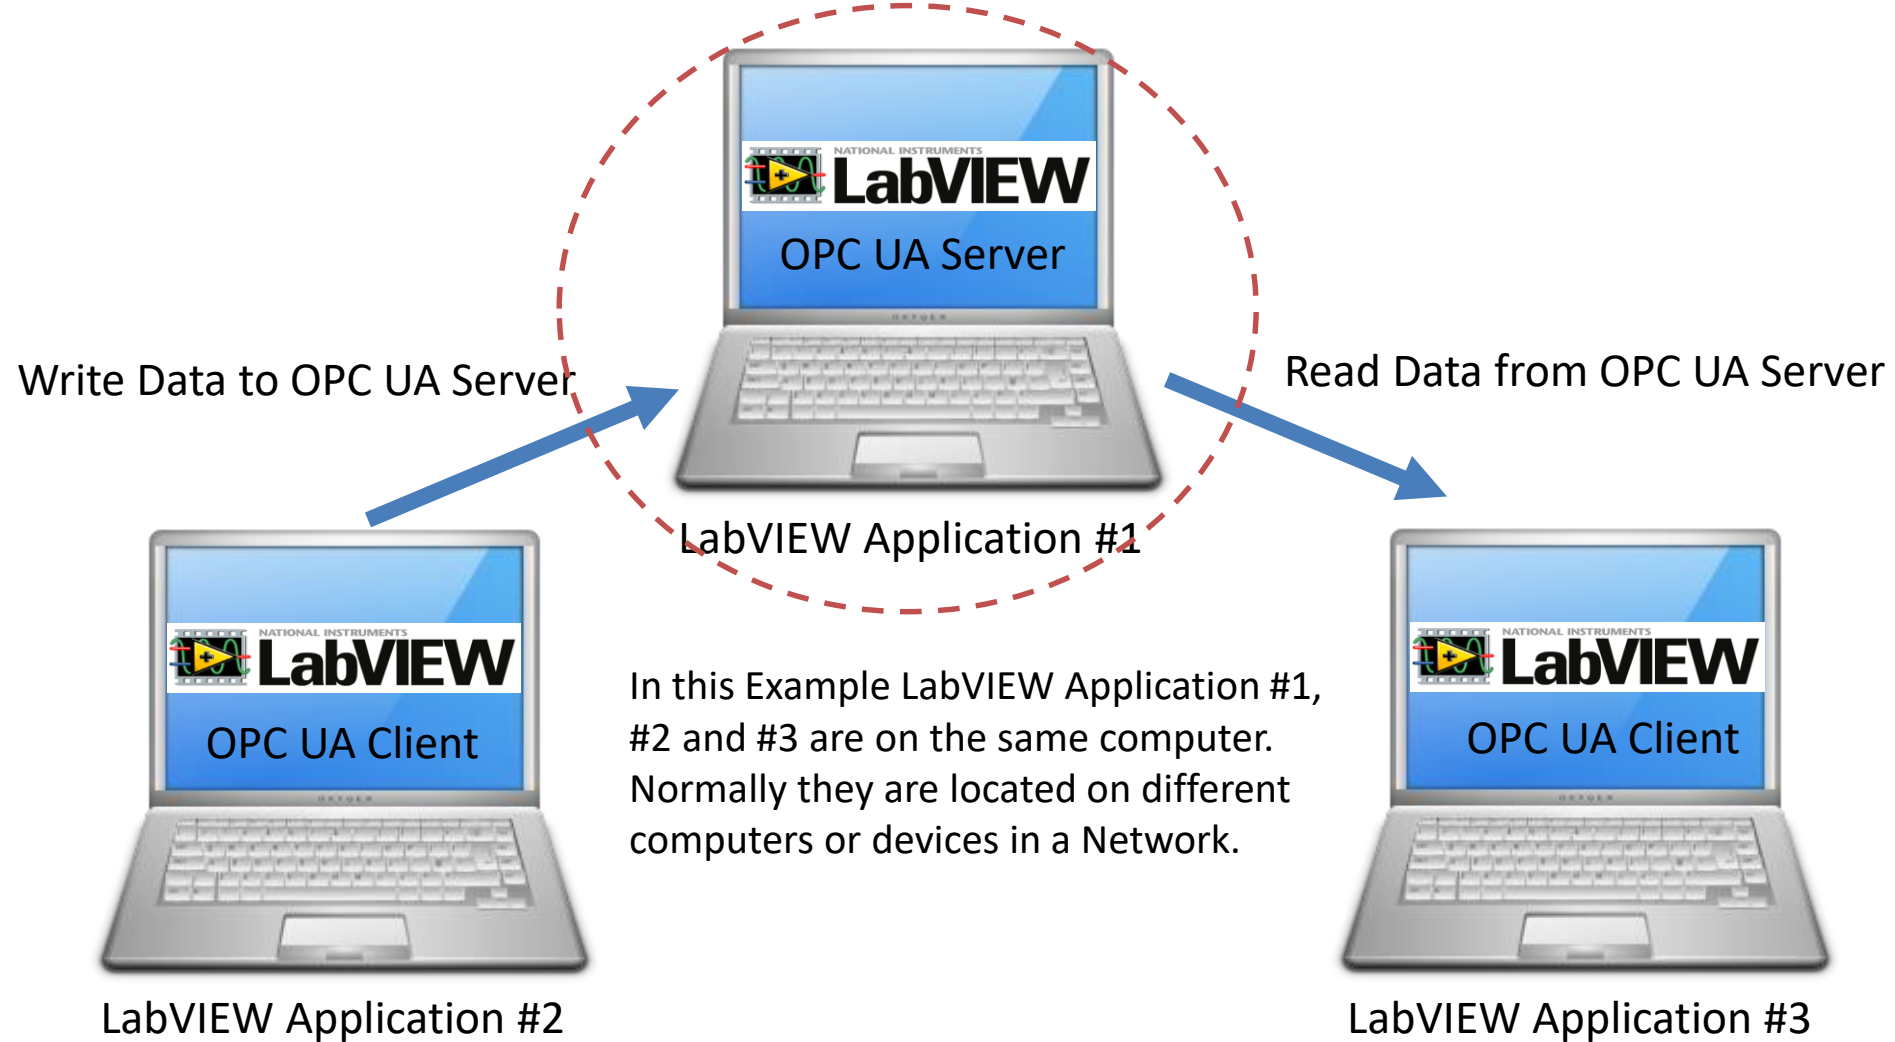 NATIONAL INSTRUMENTS
LabVIEW
OPC UA Server
Write Data to OPC UA Server
Read Data from OPC UA Server
LabVIEW Application #1
NATIONAL INSTRUMENTS
LabVIEW
OPC UA Client
In this Example LabVIEW Application #1,
#2 and #3 are on the same computer.
Normally they are located on different
computers or devices in a Network.
NATIONAL INSTRUMENTS
LabVIEW
OPC UA Client
LabVIEW Application #2
LabVIEW Application #3